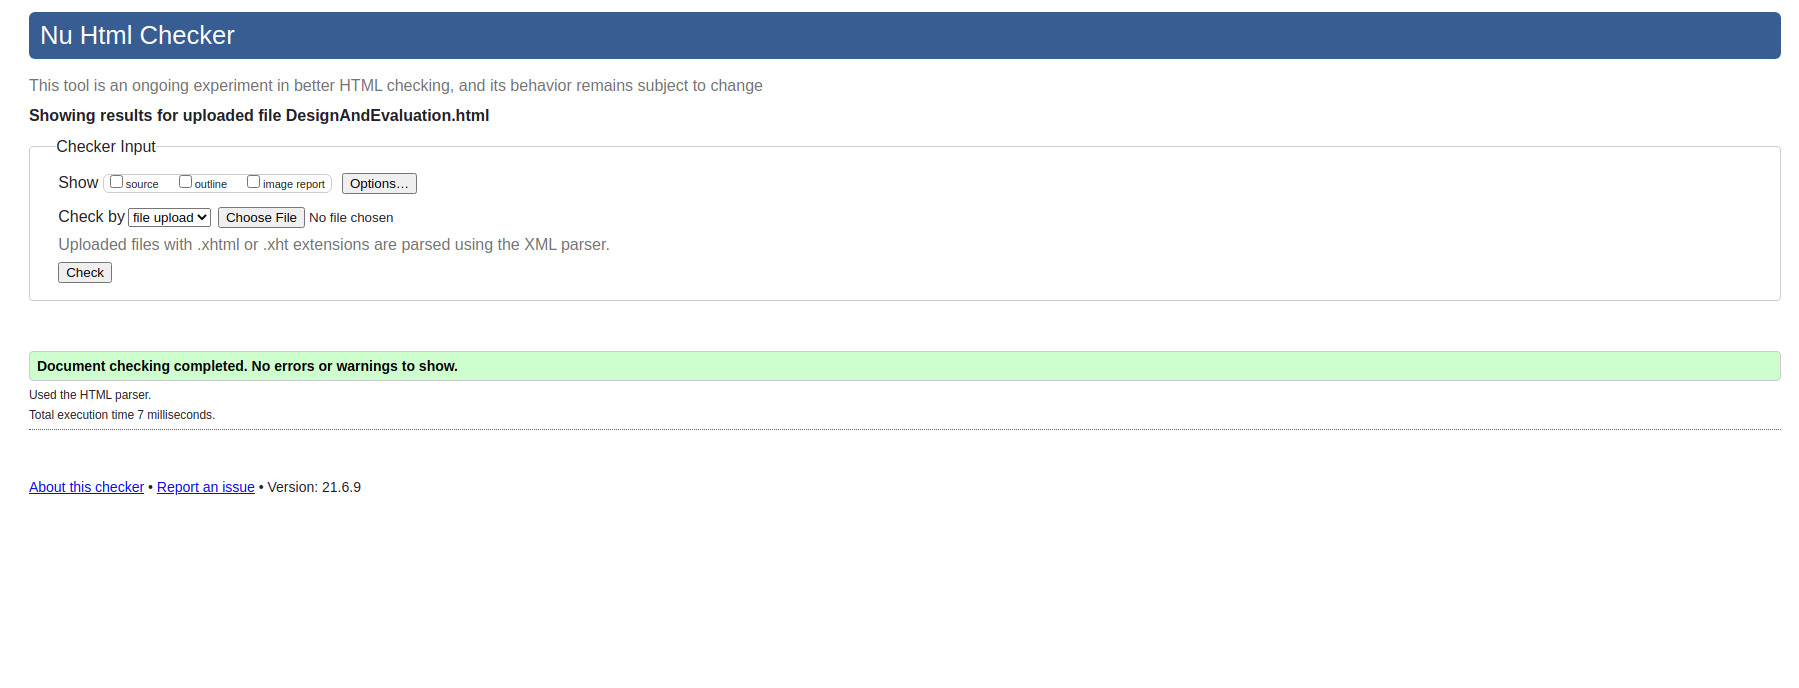 Nu Html Checker
This tool is an ongoing experiment in better HTML checking, and its behavior remains subject to change
Showing results for uploaded file DesignAndEvaluation.html
Checker Input
Show source outline image report Options…
Check by file upload Choose File No file chosen
Uploaded files with .xhtml or .xht extensions are parsed using the XML parser.
Check
Document checking completed. No errors or warnings to show.
Used the HTML parser.
Total execution time 7 milliseconds.
About this checker • Report an issue • Version: 21.6.9